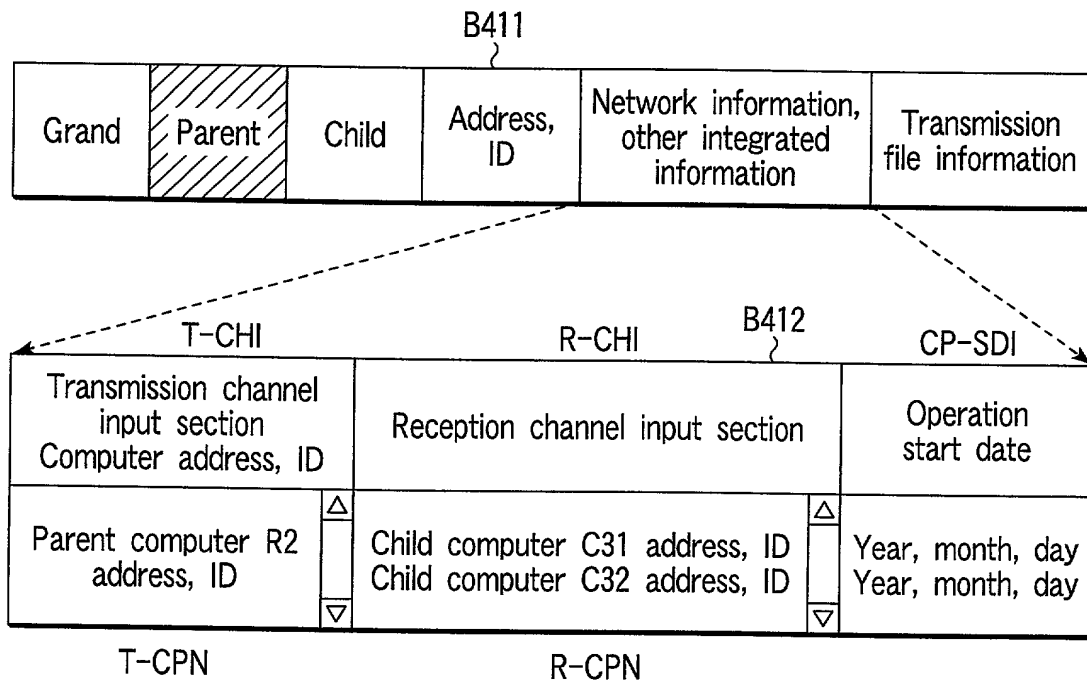 B411
Grand
Parent
Child
Address,
ID
Network information,
other integrated
information
Transmission
file information
T-CHI
R-CHI
B412
CP-SDI
Transmission channel
input section
Computer address, ID
Reception channel input section
Operation
start date
Parent computer R2
address, ID
Child computer C31 address, ID
Child computer C32 address, ID
Year, month, day
Year, month, day
T-CPN
R-CPN